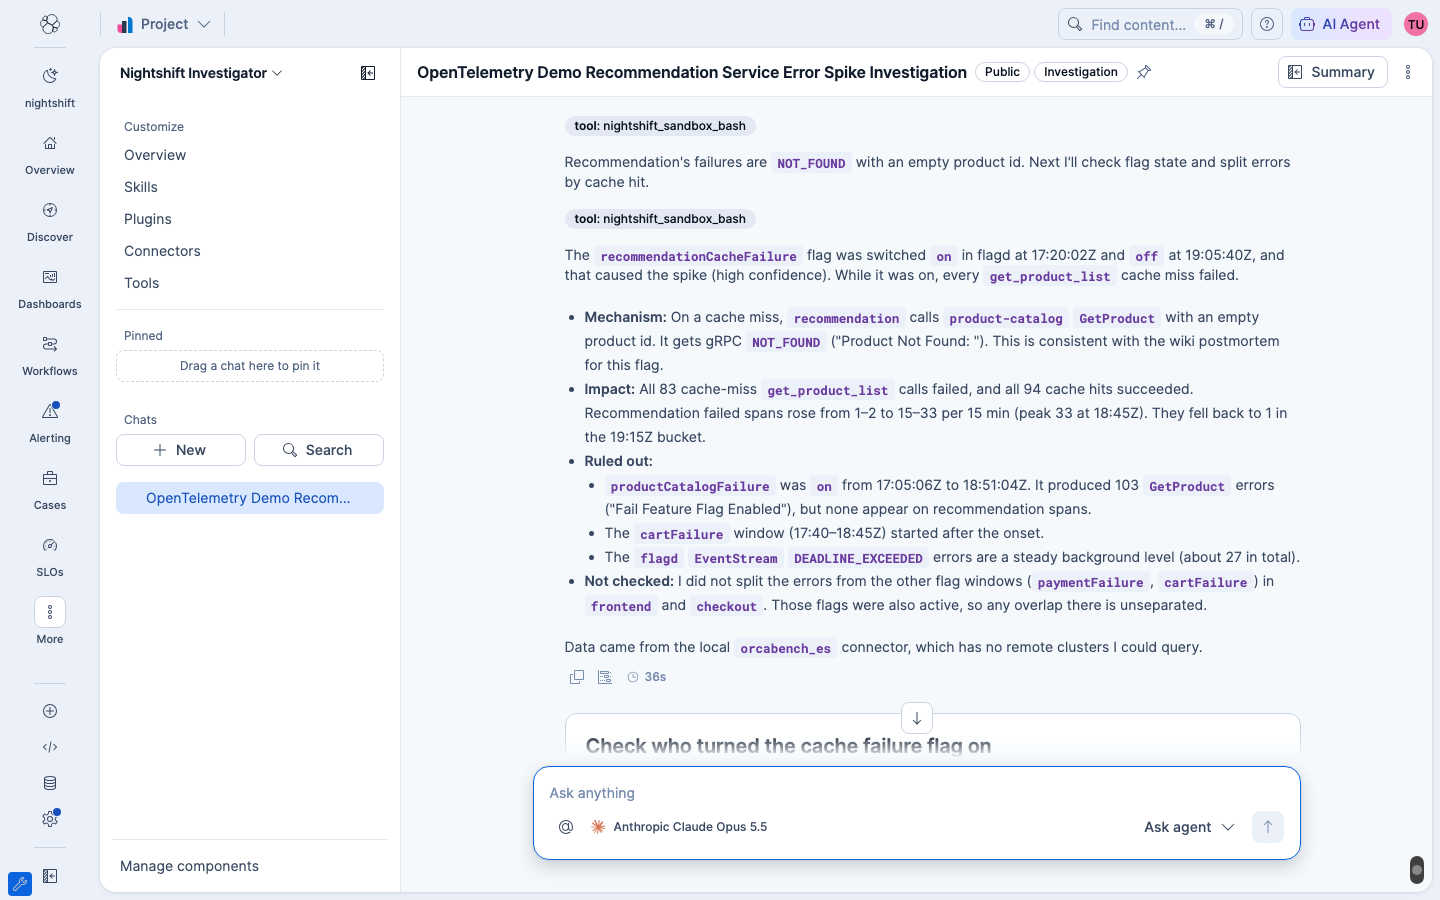 Project
Find content...
⌘ /
AI Agent
TU
nightshift
Overview
Discover
Dashboards
Workflows
Alerting
Cases
SLOs
More
Nightshift Investigator
Customize
Overview
Skills
Plugins
Connectors
Tools
Pinned
Drag a chat here to pin it
Chats
New
Search
OpenTelemetry Demo Recom...
Manage components
OpenTelemetry Demo Recommendation Service Error Spike Investigation
Public
Investigation
Summary
tool: nightshift_sandbox_bash
Recommendation's failures are NOT_FOUND with an empty product id. Next I'll check flag state and split errors
by cache hit.
tool: nightshift_sandbox_bash
The recommendationCacheFailure flag was switched on in flagd at 17:20:02Z and off at 19:05:40Z, and
that caused the spike (high confidence). While it was on, every get_product_list cache miss failed.
• Mechanism: On a cache miss, recommendation calls product-catalog GetProduct with an empty
product id. It gets gRPC NOT_FOUND ("Product Not Found: "). This is consistent with the wiki postmortem
for this flag.
• Impact: All 83 cache-miss get_product_list calls failed, and all 94 cache hits succeeded.
Recommendation failed spans rose from 1–2 to 15–33 per 15 min (peak 33 at 18:45Z). They fell back to 1 in
the 19:15Z bucket.
• Ruled out:
• productCatalogFailure was on from 17:05:06Z to 18:51:04Z. It produced 103 GetProduct errors
("Fail Feature Flag Enabled"), but none appear on recommendation spans.
• The cartFailure window (17:40–18:45Z) started after the onset.
• The flagd EventStream DEADLINE_EXCEEDED errors are a steady background level (about 27 in total).
• Not checked: I did not split the errors from the other flag windows ( paymentFailure , cartFailure ) in
frontend and checkout . Those flags were also active, so any overlap there is unseparated.
Data came from the local orcabench_es connector, which has no remote clusters I could query.
36s
Check who turned the cache failure flag on
Ask anything
@
Anthropic Claude Opus 5.5
Ask agent